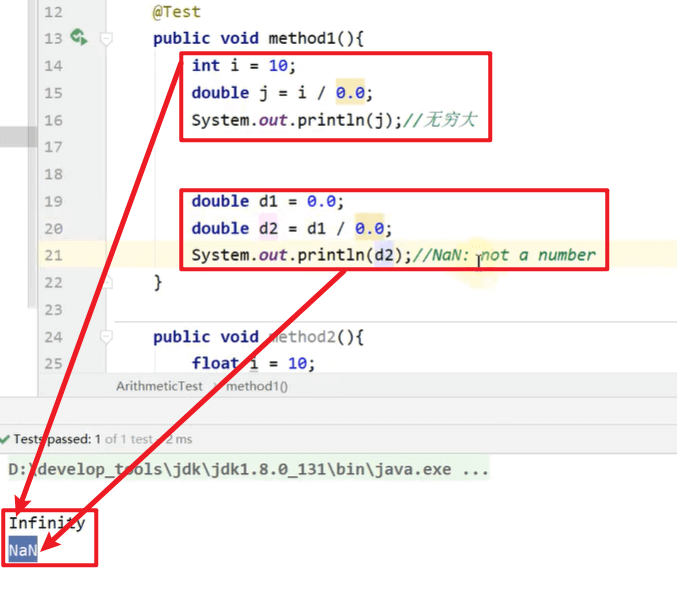 12 @Test
13 public void method1(){
14 int i = 10;
15 double j = i / 0.0;
16 System.out.println(j);//无穷大
17
18
19 double d1 = 0.0;
20 double d2 = d1 / 0.0;
21 System.out.println(d2);//NaN: not a number
22 }
23
24 public void method2(){
25 float i = 10;
ArithmeticTest › method1()
Tests passed: 1 of 1 test – 2 ms
D:\develop_tools\jdk\jdk1.8.0_131\bin\java.exe ...
Infinity
NaN